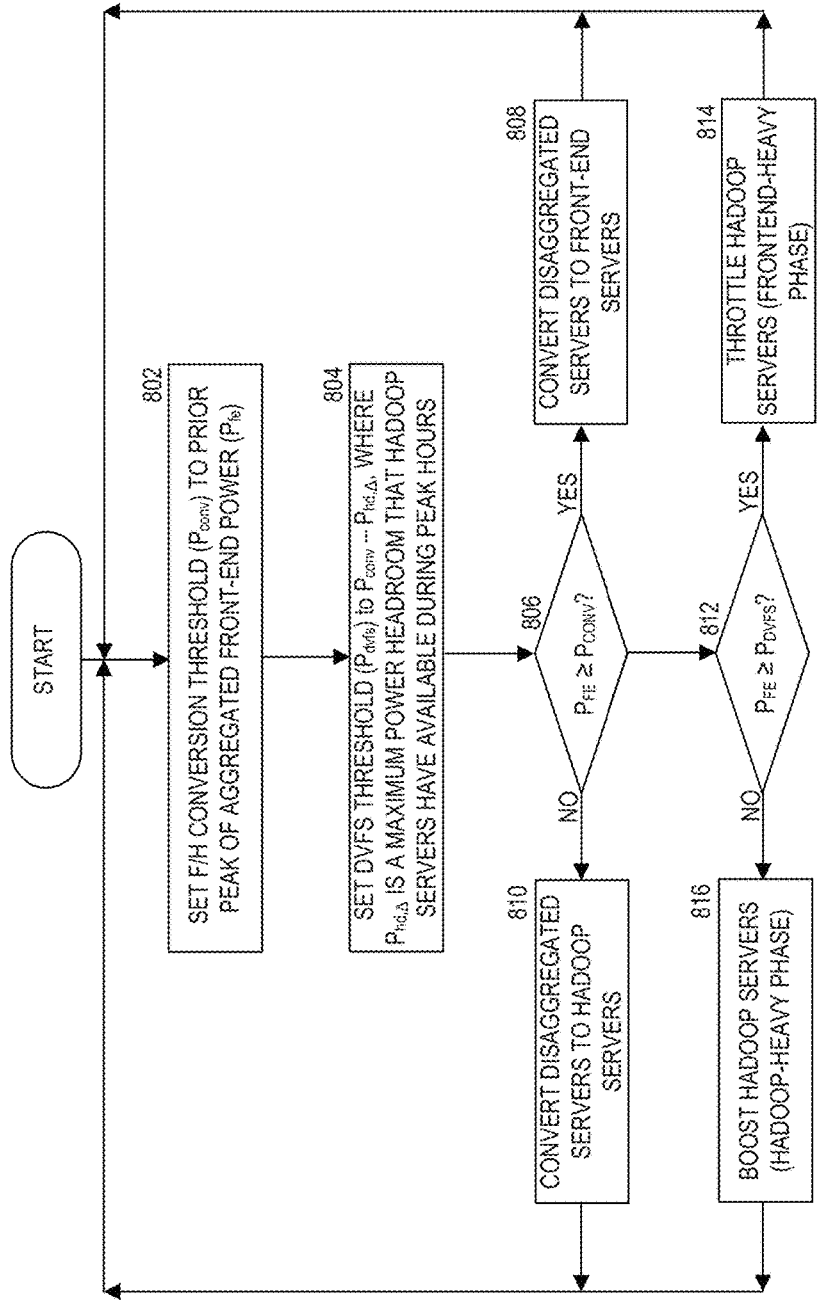 START
802
SET F/H CONVERSION THRESHOLD (Pconv) TO PRIOR
PEAK OF AGGREGATED FRONT-END POWER (Pfe)
804
SET DVFS THRESHOLD (Pdvfs) to Pconv – Phd,Δ, WHERE
Phd,Δ IS A MAXIMUM POWER HEADROOM THAT HADOOP
SERVERS HAVE AVAILABLE DURING PEAK HOURS
806
PFE ≥ PCONV?
NO
YES
810
CONVERT DISAGGREGATED
SERVERS TO HADOOP
SERVERS
808
CONVERT DISAGGREGATED
SERVERS TO FRONT-END
SERVERS
812
PFE ≥ PDVFS?
NO
YES
816
BOOST HADOOP SERVERS
(HADOOP-HEAVY PHASE)
814
THROTTLE HADOOP
SERVERS (FRONTEND-HEAVY
PHASE)